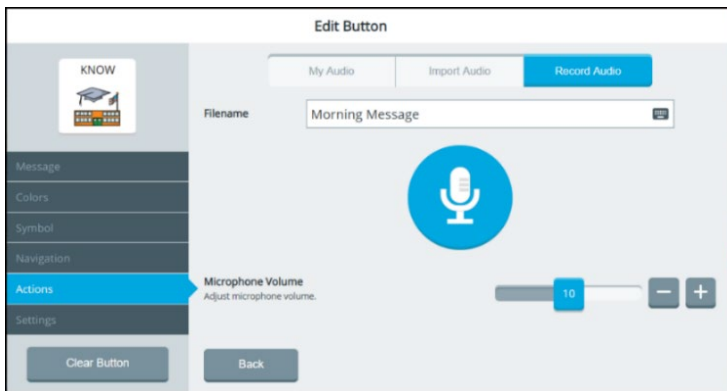 Edit Button
KNOW
My Audio
Import Audio
Record Audio
Filename
Morning Message
Message
Colors
Symbol
Navigation
Actions
Settings
Microphone Volume
Adjust microphone volume.
10
Clear Button
Back